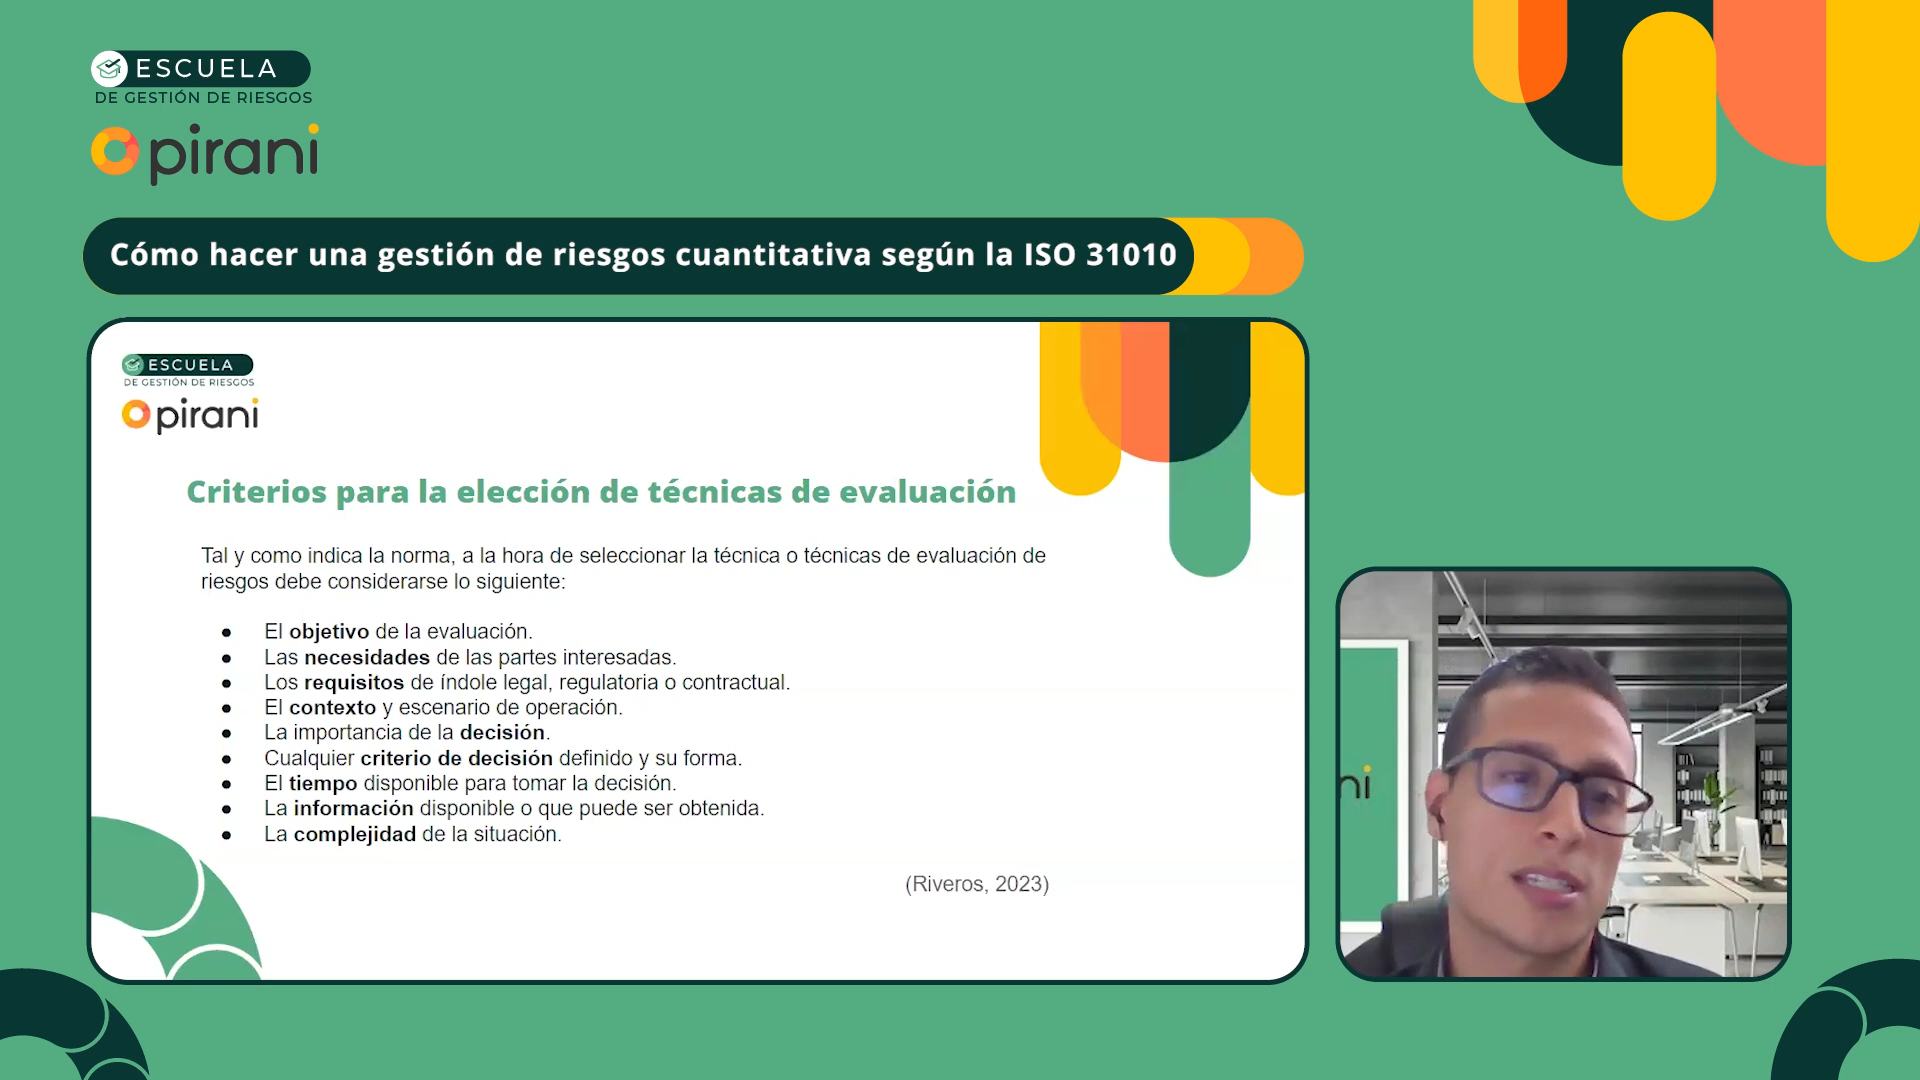 ESCUELA
DE GESTIÓN DE RIESGOS
pirani
Cómo hacer una gestión de riesgos cuantitativa según la ISO 31010
ESCUELA
DE GESTIÓN DE RIESGOS
pirani
Criterios para la elección de técnicas de evaluación
Tal y como indica la norma, a la hora de seleccionar la técnica o técnicas de evaluación de
riesgos debe considerarse lo siguiente:
● El objetivo de la evaluación.
● Las necesidades de las partes interesadas.
● Los requisitos de índole legal, regulatoria o contractual.
● El contexto y escenario de operación.
● La importancia de la decisión.
● Cualquier criterio de decisión definido y su forma.
● El tiempo disponible para tomar la decisión.
● La información disponible o que puede ser obtenida.
● La complejidad de la situación.
(Riveros, 2023)
ni